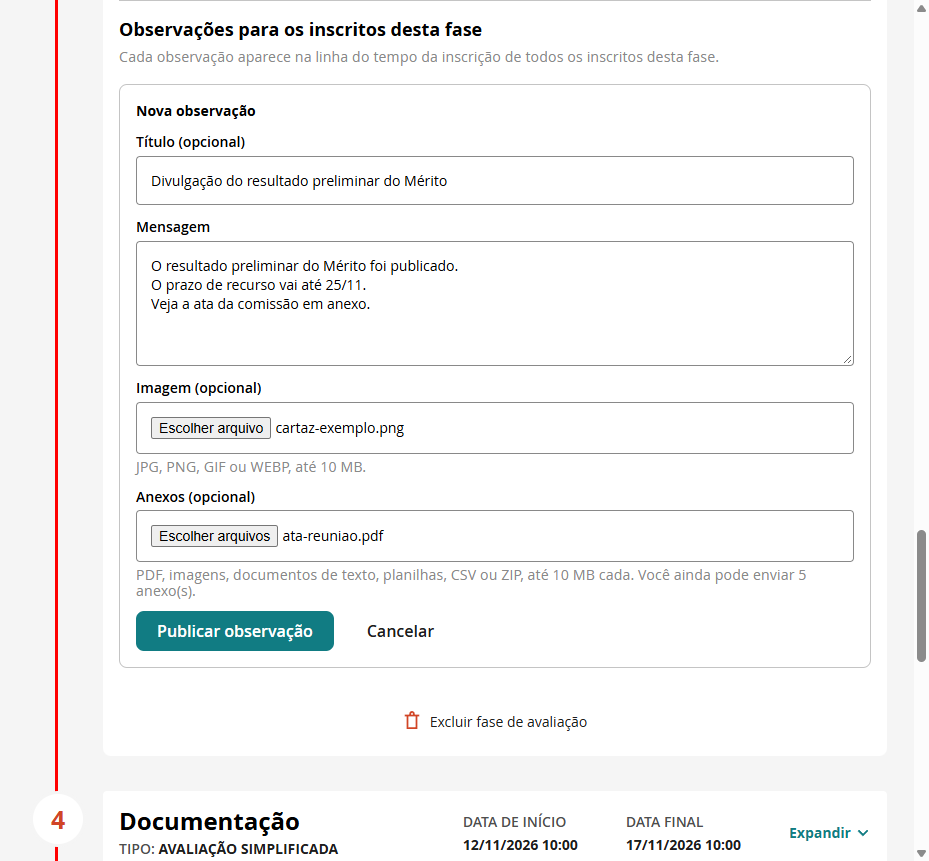 Observações para os inscritos desta fase
Cada observação aparece na linha do tempo da inscrição de todos os inscritos desta fase.
Nova observação
Título (opcional)
Divulgação do resultado preliminar do Mérito
Mensagem
O resultado preliminar do Mérito foi publicado.
O prazo de recurso vai até 25/11.
Veja a ata da comissão em anexo.
Imagem (opcional)
Escolher arquivo cartaz-exemplo.png
JPG, PNG, GIF ou WEBP, até 10 MB.
Anexos (opcional)
Escolher arquivos ata-reuniao.pdf
PDF, imagens, documentos de texto, planilhas, CSV ou ZIP, até 10 MB cada. Você ainda pode enviar 5
anexo(s).
Publicar observação Cancelar
Excluir fase de avaliação
4
Documentação
TIPO: AVALIAÇÃO SIMPLIFICADA
DATA DE INÍCIO
12/11/2026 10:00
DATA FINAL
17/11/2026 10:00
Expandir